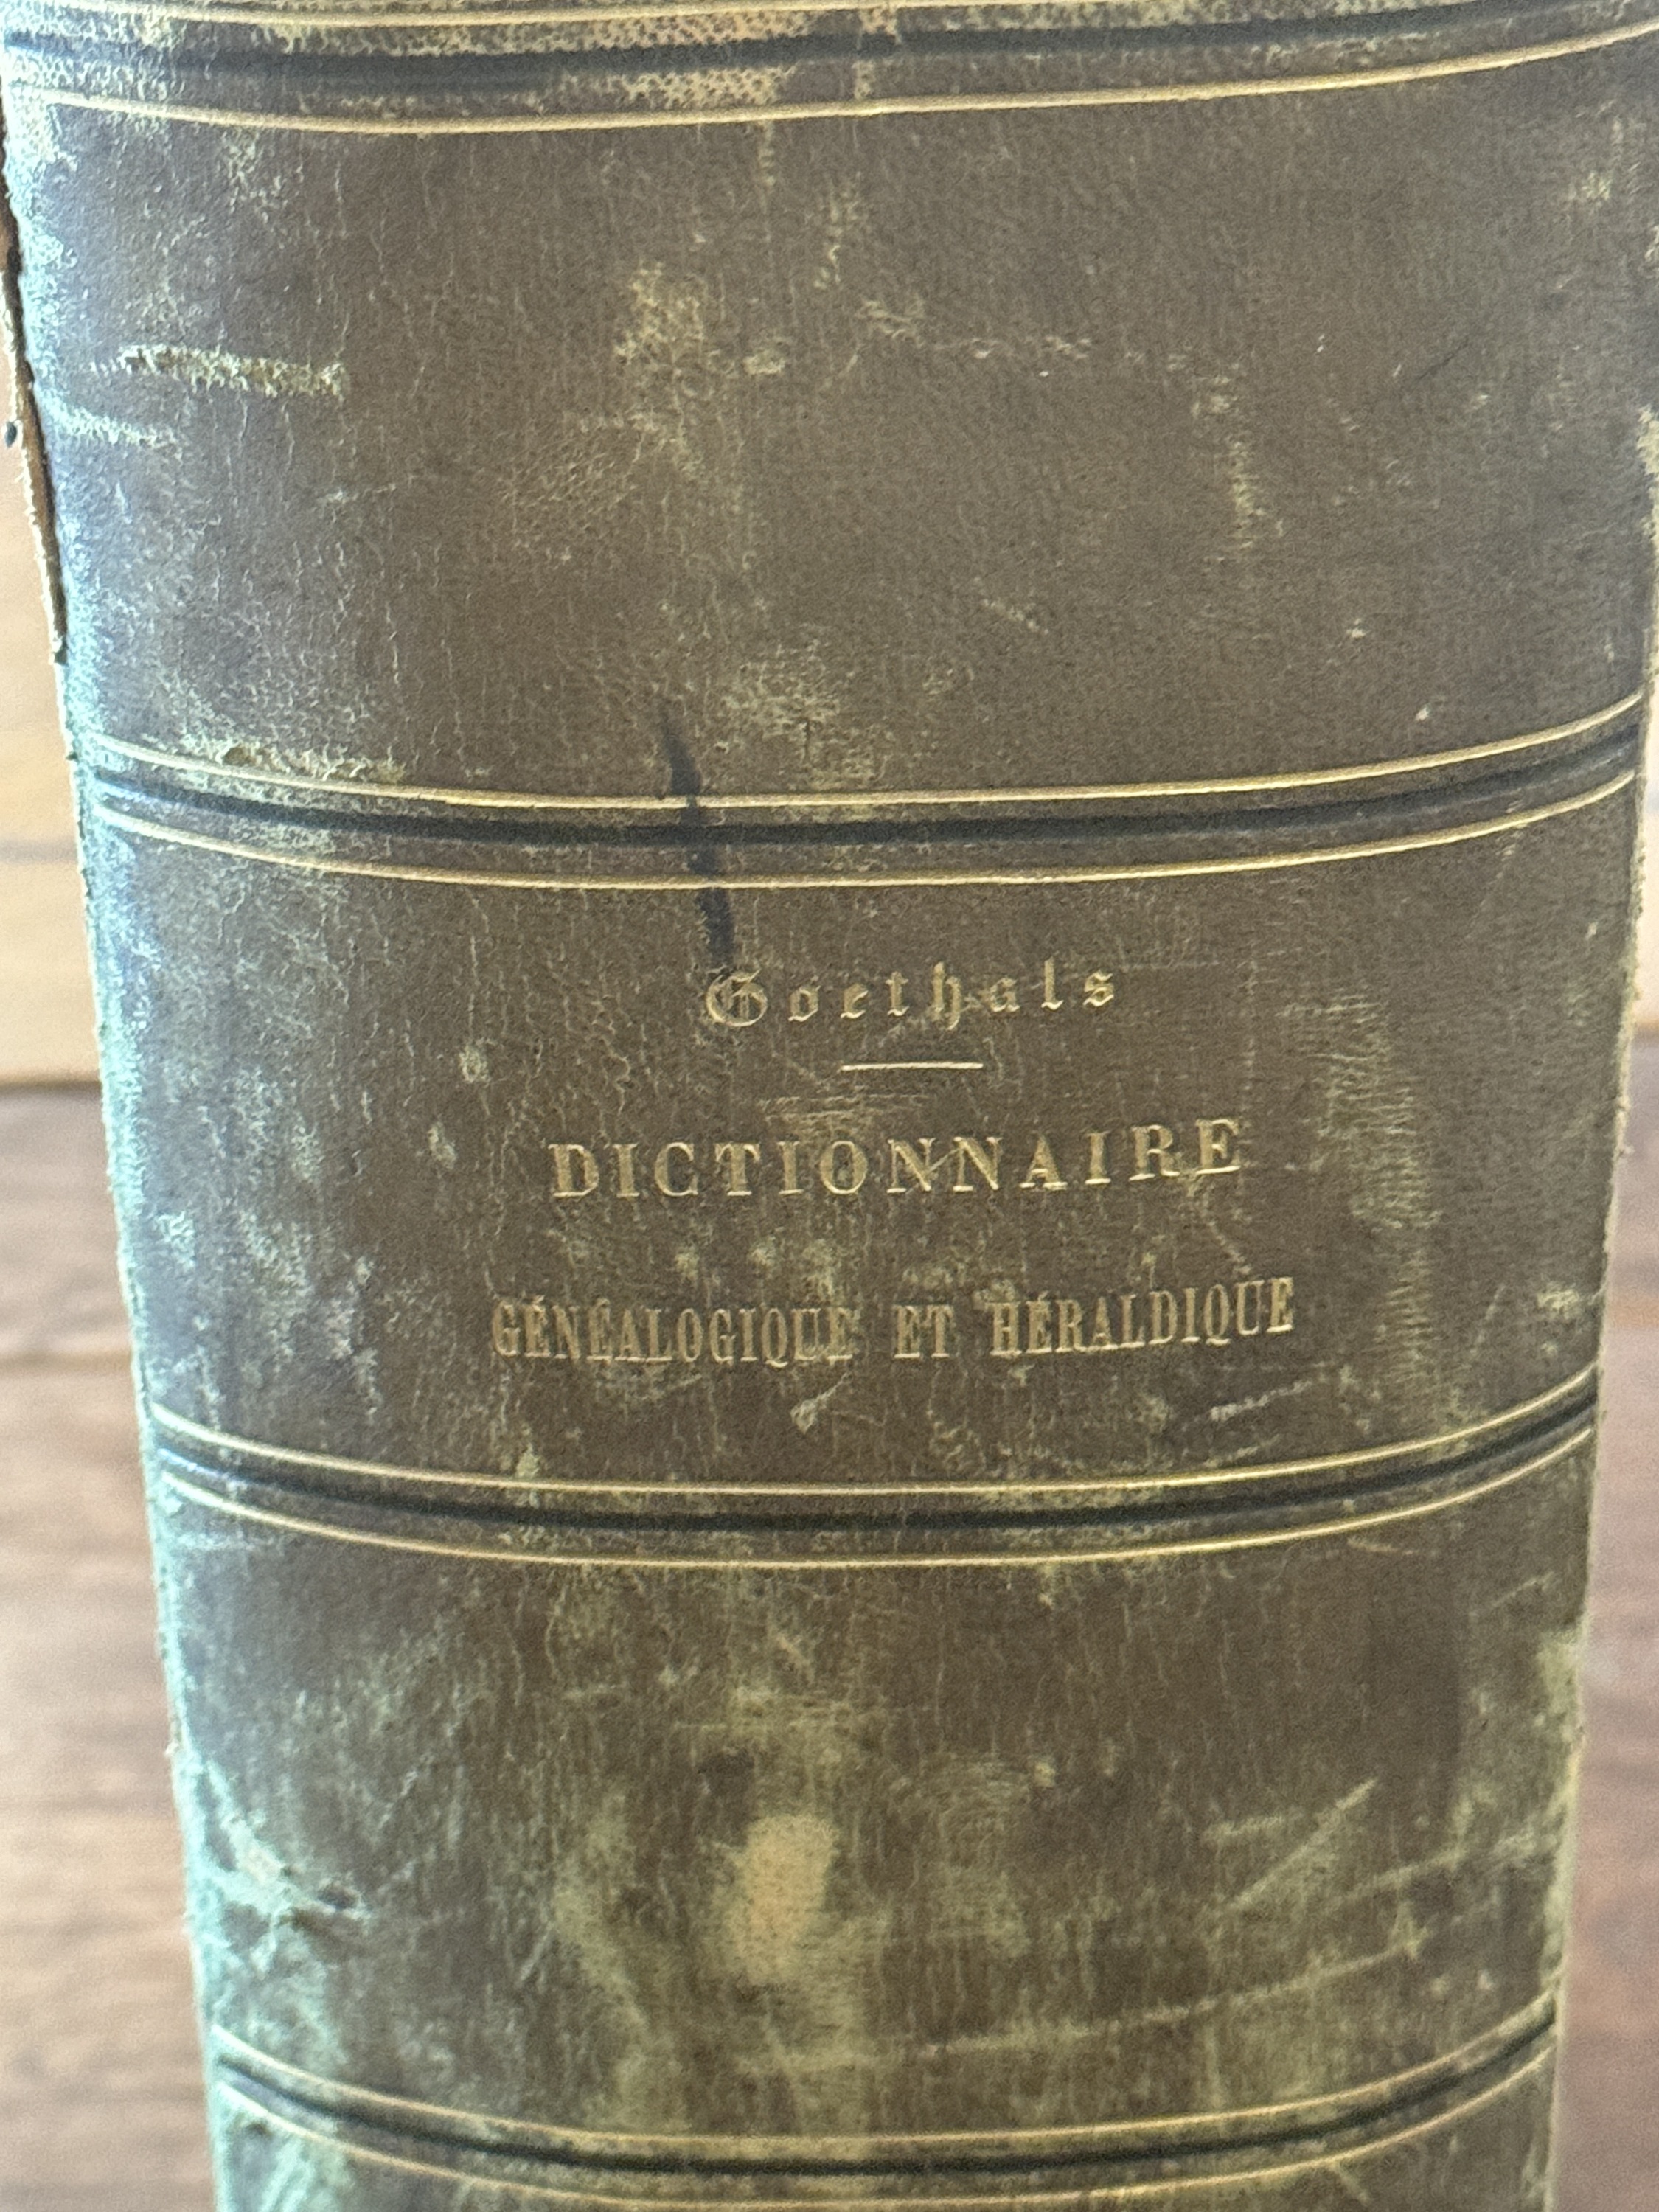 Goethals
DICTIONNAIRE
GÉNÉALOGIQUE ET HÉRALDIQUE